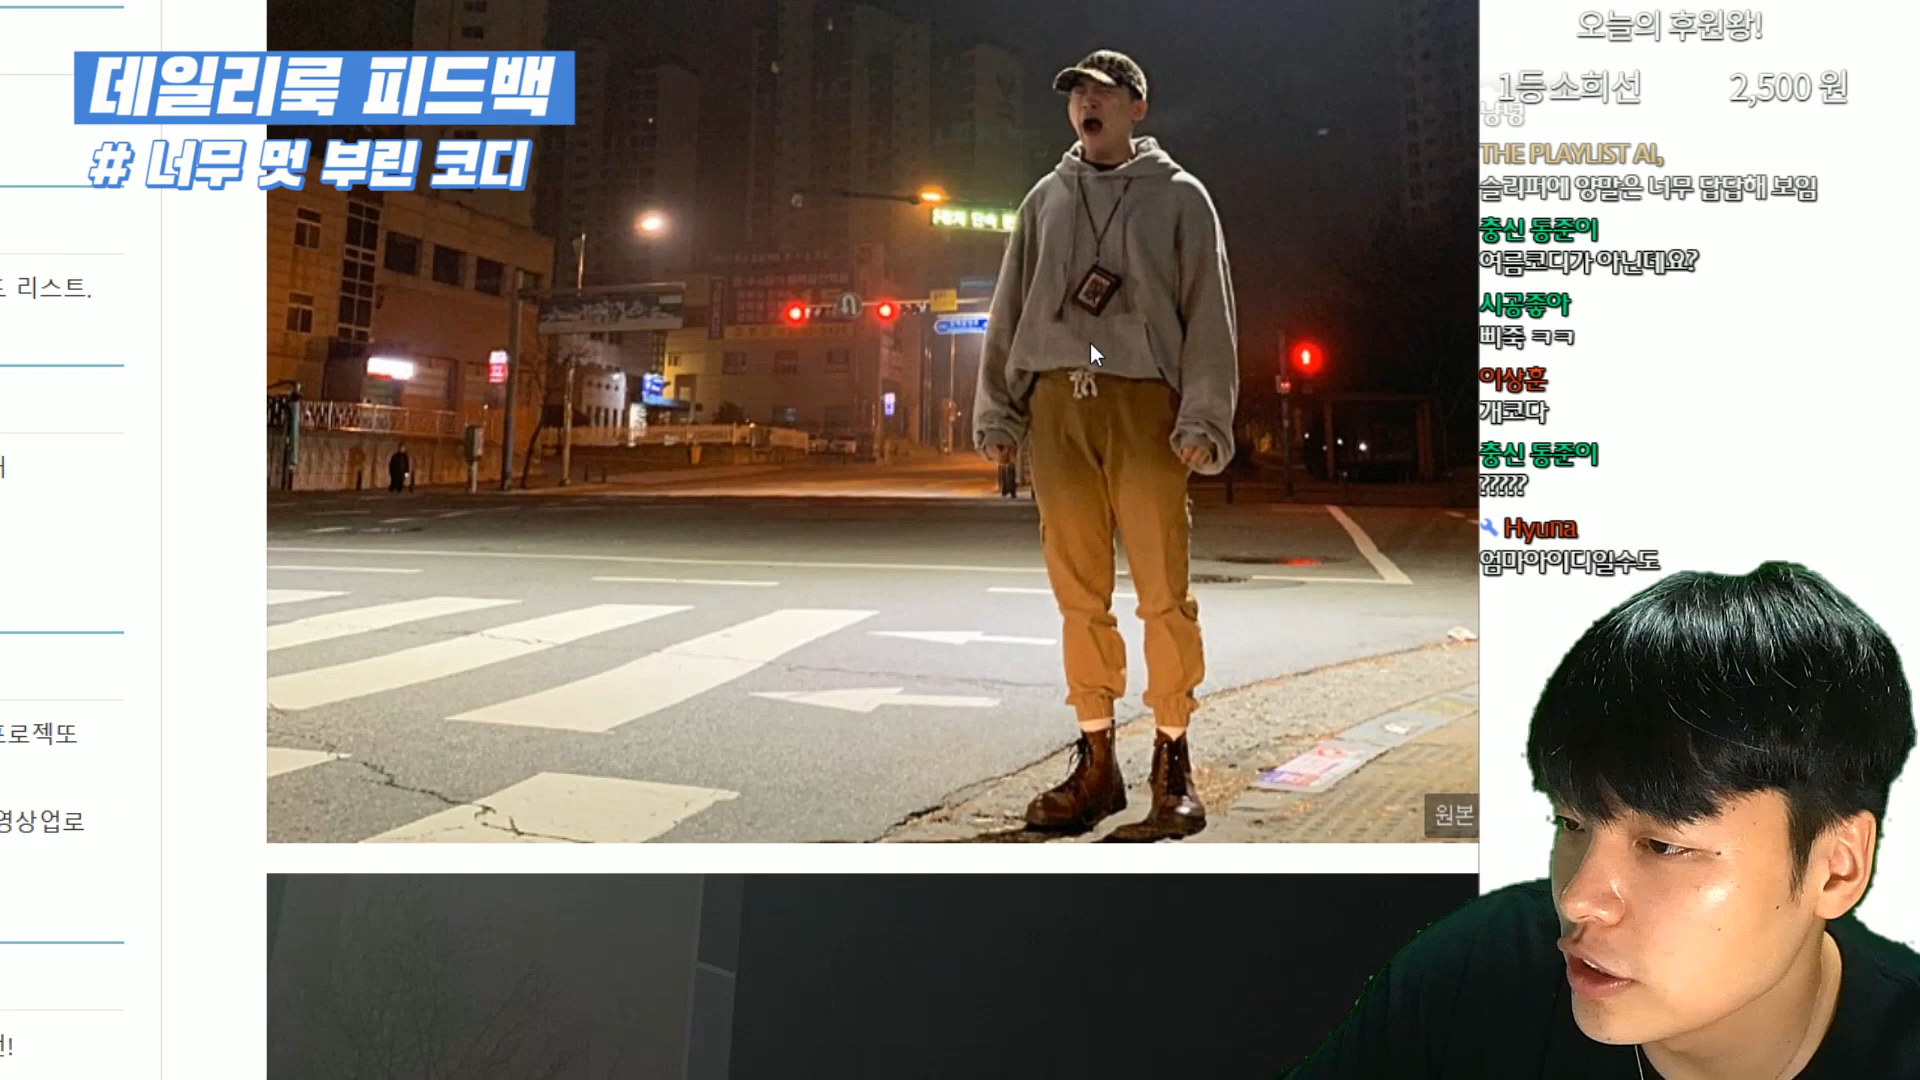 데일리룩 피드백
# 너무 멋 부린 코디
리스트.
프로젝또
영상업로
원본
오늘의 후원왕!
1등소희선 2,500 원
냥녕
THE PLAYLIST AI,
슬리퍼에 양말은 너무 답답해 보임
충신 동준이
여름코디가 아닌데요?
시공좋아
삐죽 ㅋㅋ
이상훈
개코다
충신 동준이
?????
Hyuna
엄마아이디일수도